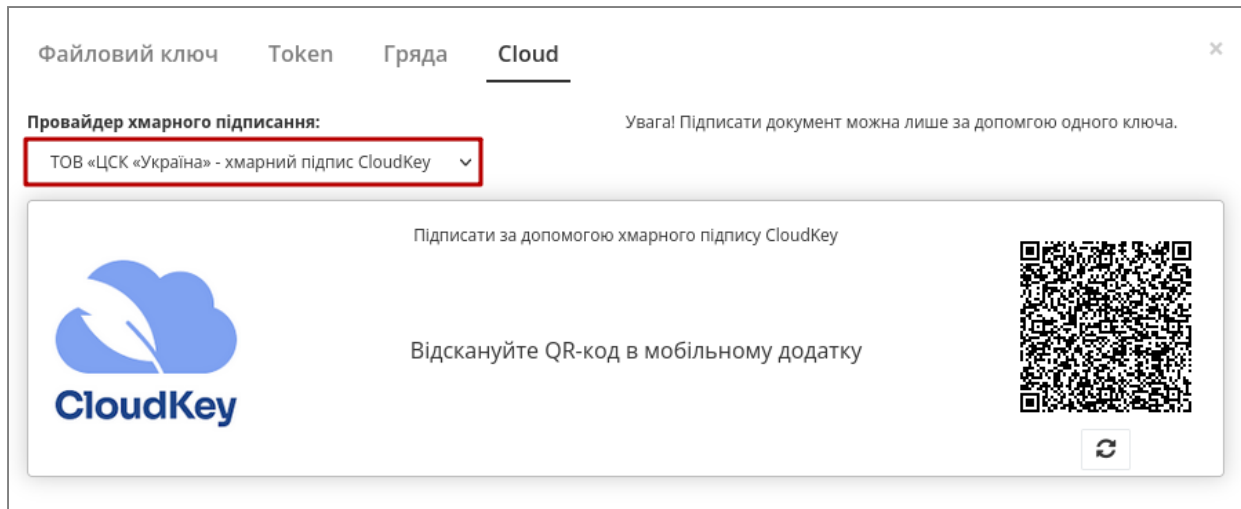 Файловий ключ Token Гряда Cloud ×
Провайдер хмарного підписання: Увага! Підписати документ можна лише за допомгою одного ключа.
ТОВ «ЦСК «Україна» - хмарний підпис CloudKey
Підписати за допомогою хмарного підпису CloudKey
Відскануйте QR-код в мобільному додатку
CloudKey